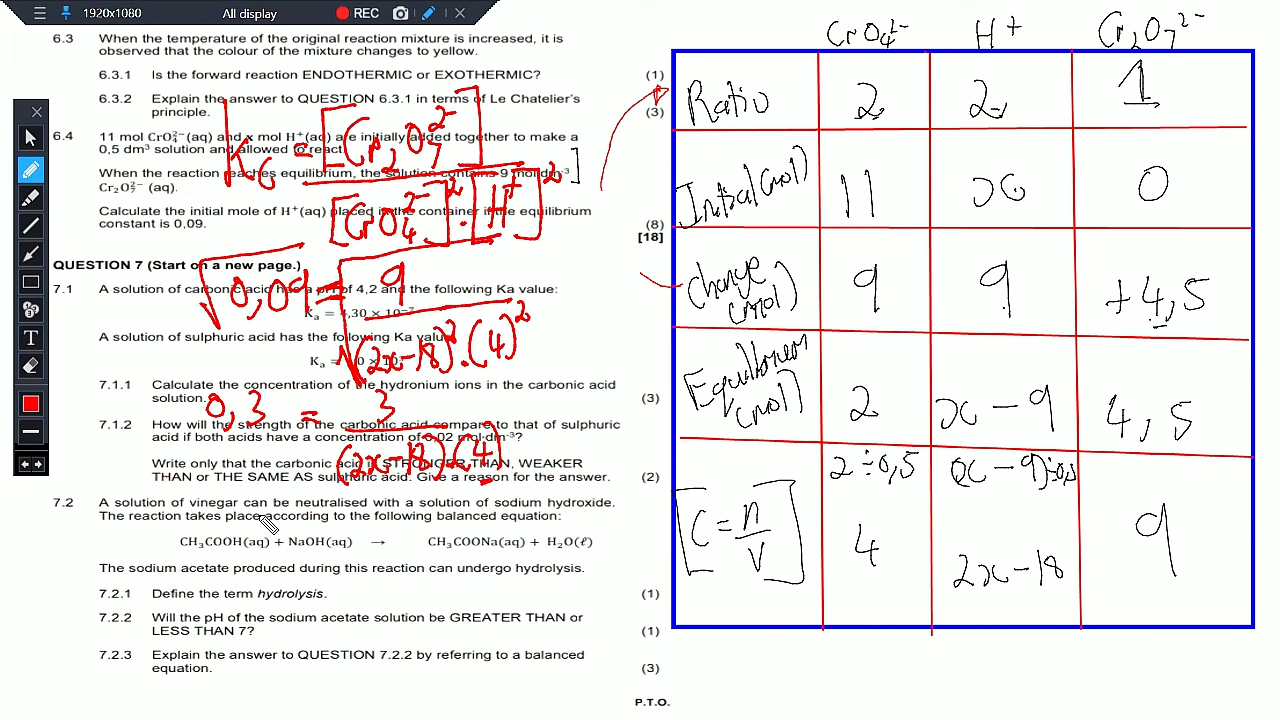 1920x1080 All display REC
6.3 When the temperature of the original reaction mixture is increased, it is
observed that the colour of the mixture changes to yellow.
6.3.1 Is the forward reaction ENDOTHERMIC or EXOTHERMIC? (1)
6.3.2 Explain the answer to QUESTION 6.3.1 in terms of Le Chatelier's
principle. (3)
6.4 11 mol CrO₄²⁻(aq) and x mol H⁺(aq) are initially added together to make a
0,5 dm³ solution and allowed to react.
When the reaction reaches equilibrium, the solution contains 9 mol·dm⁻³
Cr₂O₇²⁻ (aq).
Calculate the initial mole of H⁺(aq) placed in the container if the equilibrium
constant is 0,09. (8)
[18]
QUESTION 7 (Start on a new page.)
7.1 A solution of carbonic acid has a pH of 4,2 and the following Ka value:
Kₐ = 4,30 × 10⁻⁷
A solution of sulphuric acid has the following Ka value
Kₐ = 1,0 × 10³
7.1.1 Calculate the concentration of the hydronium ions in the carbonic acid
solution. (3)
7.1.2 How will the strength of the carbonic acid compare to that of sulphuric
acid if both acids have a concentration of 0,02 mol·dm⁻³?
Write only that the carbonic acid is STRONGER THAN, WEAKER
THAN or THE SAME AS sulphuric acid. Give a reason for the answer. (2)
7.2 A solution of vinegar can be neutralised with a solution of sodium hydroxide.
The reaction takes place according to the following balanced equation:
CH₃COOH(aq) + NaOH(aq) → CH₃COONa(aq) + H₂O(ℓ)
The sodium acetate produced during this reaction can undergo hydrolysis.
7.2.1 Define the term hydrolysis. (1)
7.2.2 Will the pH of the sodium acetate solution be GREATER THAN or
LESS THAN 7? (1)
7.2.3 Explain the answer to QUESTION 7.2.2 by referring to a balanced
equation. (3)
P.T.O.
Kc = [Cr₂O₇²⁻] / [CrO₄²⁻]² · [H⁺]²
√0,09 = √9 / (2x-18)² · (4)²
0,3 = 3 / (2x-18) · (4)
CrO₄²⁻ H⁺ Cr₂O₇²⁻
Ratio 2 2 1
Initial (mol) 11 x 0
Change (mol) 9 9 +4,5
Equilibrium (mol) 2 x-9 4,5
2÷0,5 (x-9)÷0,5
[C = n/V] 4 2x-18 9
T